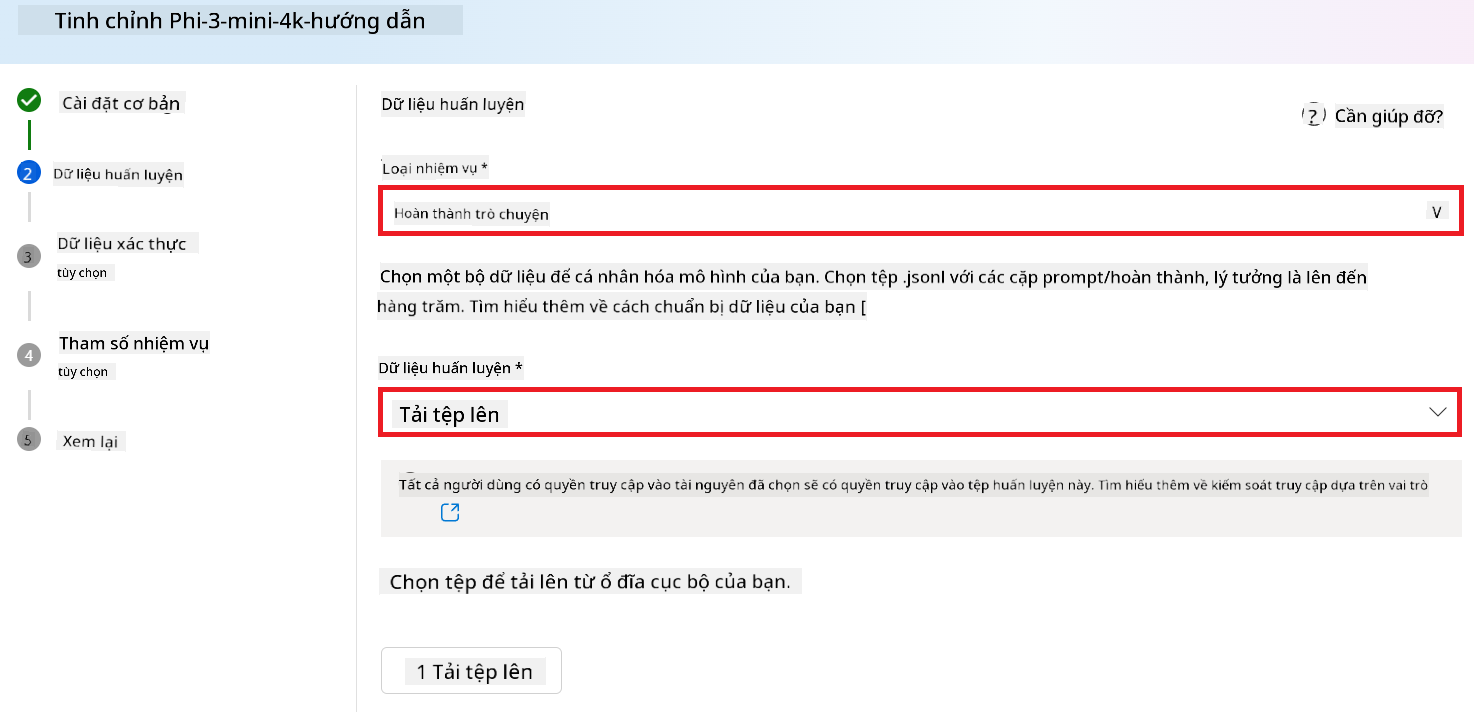 Tinh chỉnh Phi-3-mini-4k-hướng dẫn
Cài đặt cơ bản
2 Dữ liệu huấn luyện
3 Dữ liệu xác thực
tùy chọn
4 Tham số nhiệm vụ
tùy chọn
5 Xem lại
Dữ liệu huấn luyện
? Cần giúp đỡ?
Loại nhiệm vụ *
Hoàn thành trò chuyện V
Chọn một bộ dữ liệu để cá nhân hóa mô hình của bạn. Chọn tệp .jsonl với các cặp prompt/hoàn thành, lý tưởng là lên đến
hàng trăm. Tìm hiểu thêm về cách chuẩn bị dữ liệu của bạn [
Dữ liệu huấn luyện *
Tải tệp lên
Tất cả người dùng có quyền truy cập vào tài nguyên đã chọn sẽ có quyền truy cập vào tệp huấn luyện này. Tìm hiểu thêm về kiểm soát truy cập dựa trên vai trò
Chọn tệp để tải lên từ ổ đĩa cục bộ của bạn.
1 Tải tệp lên